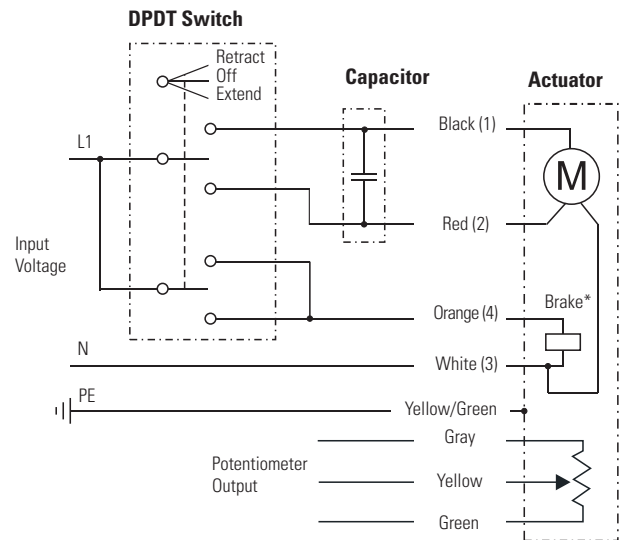 DPDT Switch
Retract
Off
Extend
Capacitor
Actuator
L1
Black (1)
M
Red (2)
Input
Voltage
Orange (4)
Brake*
N
White (3)
PE
Yellow/Green
Gray
Potentiometer
Output
Yellow
Green